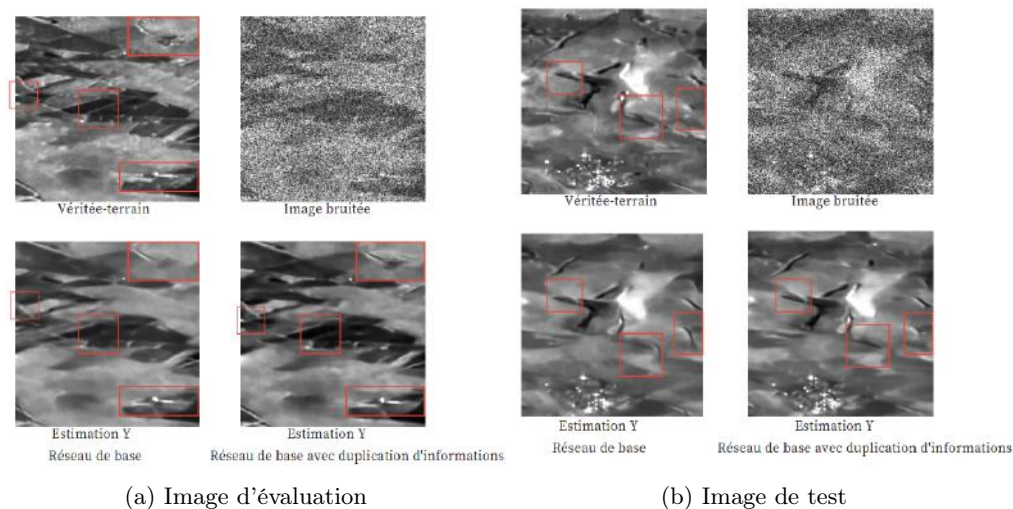 Véritée-terrain
Image bruitée
Estimation Y
Réseau de base
Estimation Y
Réseau de base avec duplication d'informations
(a) Image d'évaluation
Véritée-terrain
Image bruitée
Estimation Y
Réseau de base
Estimation Y
Réseau de base avec duplication d'informations
(b) Image de test